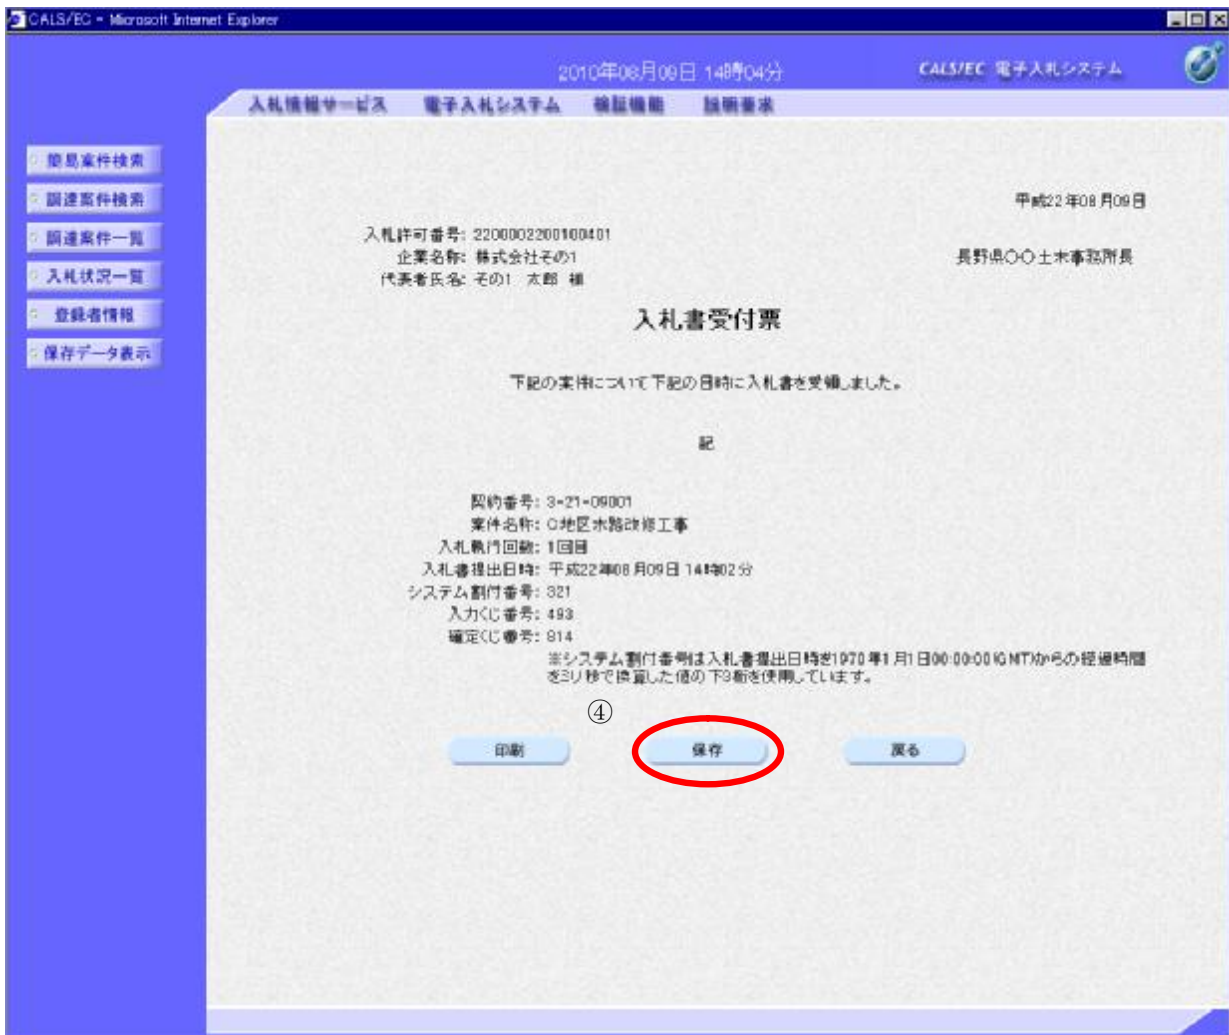 CALS/EC - Microsoft Internet Explorer
2010年08月09日 14時04分
CALS/EC 電子入札システム
入札情報サービス 電子入札システム 検証機能 説明要求
簡易案件検索
調達案件検索
調達案件一覧
入札状況一覧
登録者情報
保存データ表示
平成22年08月09日
入札許可番号: 2200002200100401
企業名称: 株式会社その1
長野県○○土木事務所長
代表者氏名: その1 太郎 様
入札書受付票
下記の案件について下記の日時に入札書を受領しました。
記
契約番号: 3-21-09001
案件名称: ○地区水路改修工事
入札執行回数: 1回目
入札書提出日時: 平成22年08月09日 14時02分
システム割付番号: 321
入力くじ番号: 493
確定くじ番号: 814
※システム割付番号は入札書提出日時を1970年1月1日00:00:00(GMT)からの経過時間
をミリ秒で換算した値の下3桁を使用しています。
④
印刷 保存 戻る